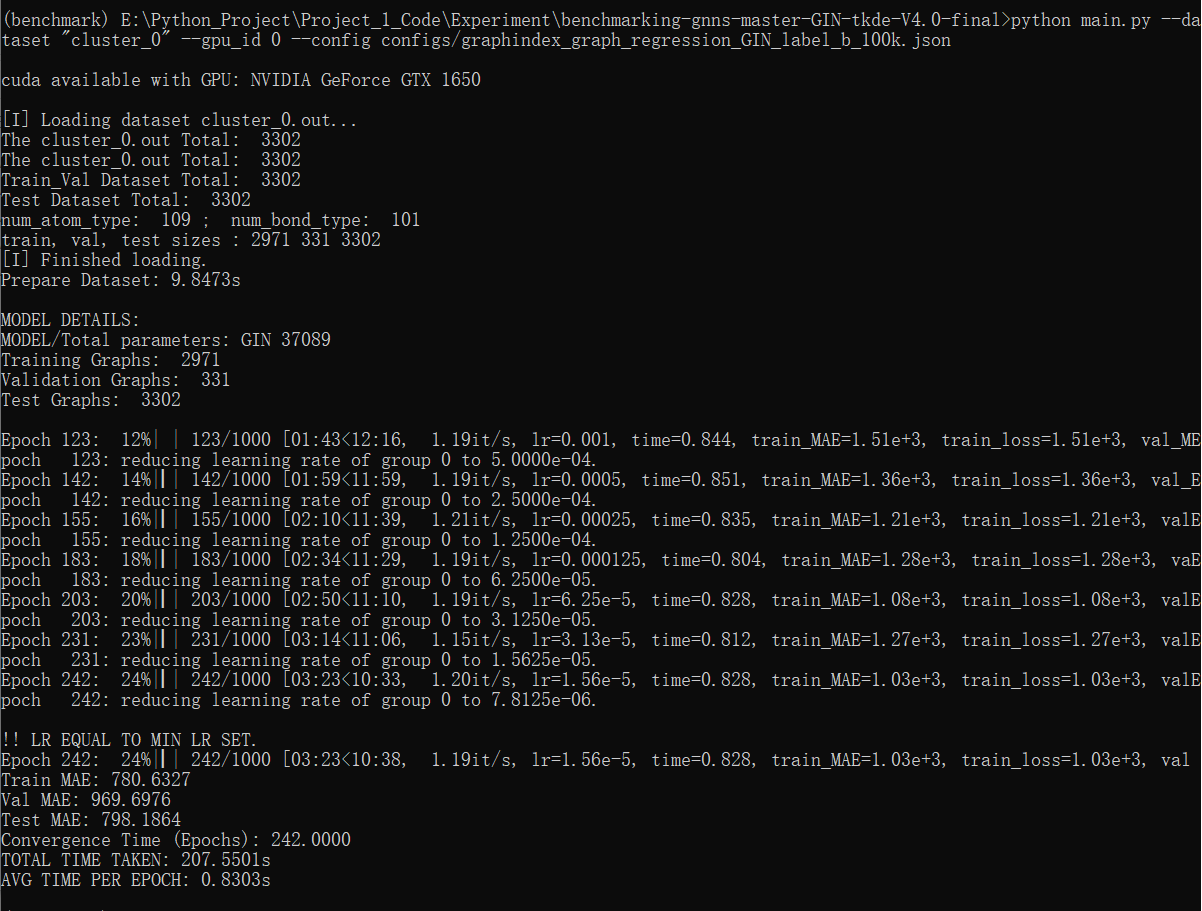 (benchmark) E:\Python_Project\Project_1_Code\Experiment\benchmarking-gnns-master-GIN-tkde-V4.0-final>python main.py --da
taset "cluster_0" --gpu_id 0 --config configs/graphindex_graph_regression_GIN_label_b_100k.json
cuda available with GPU: NVIDIA GeForce GTX 1650
[I] Loading dataset cluster_0.out...
The cluster_0.out Total:  3302
The cluster_0.out Total:  3302
Train_Val Dataset Total:  3302
Test Dataset Total:  3302
num_atom_type:  109 ;  num_bond_type:  101
train, val, test sizes : 2971 331 3302
[I] Finished loading.
Prepare Dataset: 9.8473s
MODEL DETAILS:
MODEL/Total parameters: GIN 37089
Training Graphs:  2971
Validation Graphs:  331
Test Graphs:  3302
Epoch 123:  12%| | 123/1000 [01:43<12:16,  1.19it/s, lr=0.001, time=0.844, train_MAE=1.51e+3, train_loss=1.51e+3, val_ME
poch   123: reducing learning rate of group 0 to 5.0000e-04.
Epoch 142:  14%|▎| 142/1000 [01:59<11:59,  1.19it/s, lr=0.0005, time=0.851, train_MAE=1.36e+3, train_loss=1.36e+3, val_E
poch   142: reducing learning rate of group 0 to 2.5000e-04.
Epoch 155:  16%|▎| 155/1000 [02:10<11:39,  1.21it/s, lr=0.00025, time=0.835, train_MAE=1.21e+3, train_loss=1.21e+3, valE
poch   155: reducing learning rate of group 0 to 1.2500e-04.
Epoch 183:  18%|▎| 183/1000 [02:34<11:29,  1.19it/s, lr=0.000125, time=0.804, train_MAE=1.28e+3, train_loss=1.28e+3, vaE
poch   183: reducing learning rate of group 0 to 6.2500e-05.
Epoch 203:  20%|▎| 203/1000 [02:50<11:10,  1.19it/s, lr=6.25e-5, time=0.828, train_MAE=1.08e+3, train_loss=1.08e+3, valE
poch   203: reducing learning rate of group 0 to 3.1250e-05.
Epoch 231:  23%|▎| 231/1000 [03:14<11:06,  1.15it/s, lr=3.13e-5, time=0.812, train_MAE=1.27e+3, train_loss=1.27e+3, valE
poch   231: reducing learning rate of group 0 to 1.5625e-05.
Epoch 242:  24%|▎| 242/1000 [03:23<10:33,  1.20it/s, lr=1.56e-5, time=0.828, train_MAE=1.03e+3, train_loss=1.03e+3, valE
poch   242: reducing learning rate of group 0 to 7.8125e-06.
!! LR EQUAL TO MIN LR SET.
Epoch 242:  24%|▎| 242/1000 [03:23<10:38,  1.19it/s, lr=1.56e-5, time=0.828, train_MAE=1.03e+3, train_loss=1.03e+3, val
Train MAE: 780.6327
Val MAE: 969.6976
Test MAE: 798.1864
Convergence Time (Epochs): 242.0000
TOTAL TIME TAKEN: 207.5501s
AVG TIME PER EPOCH: 0.8303s